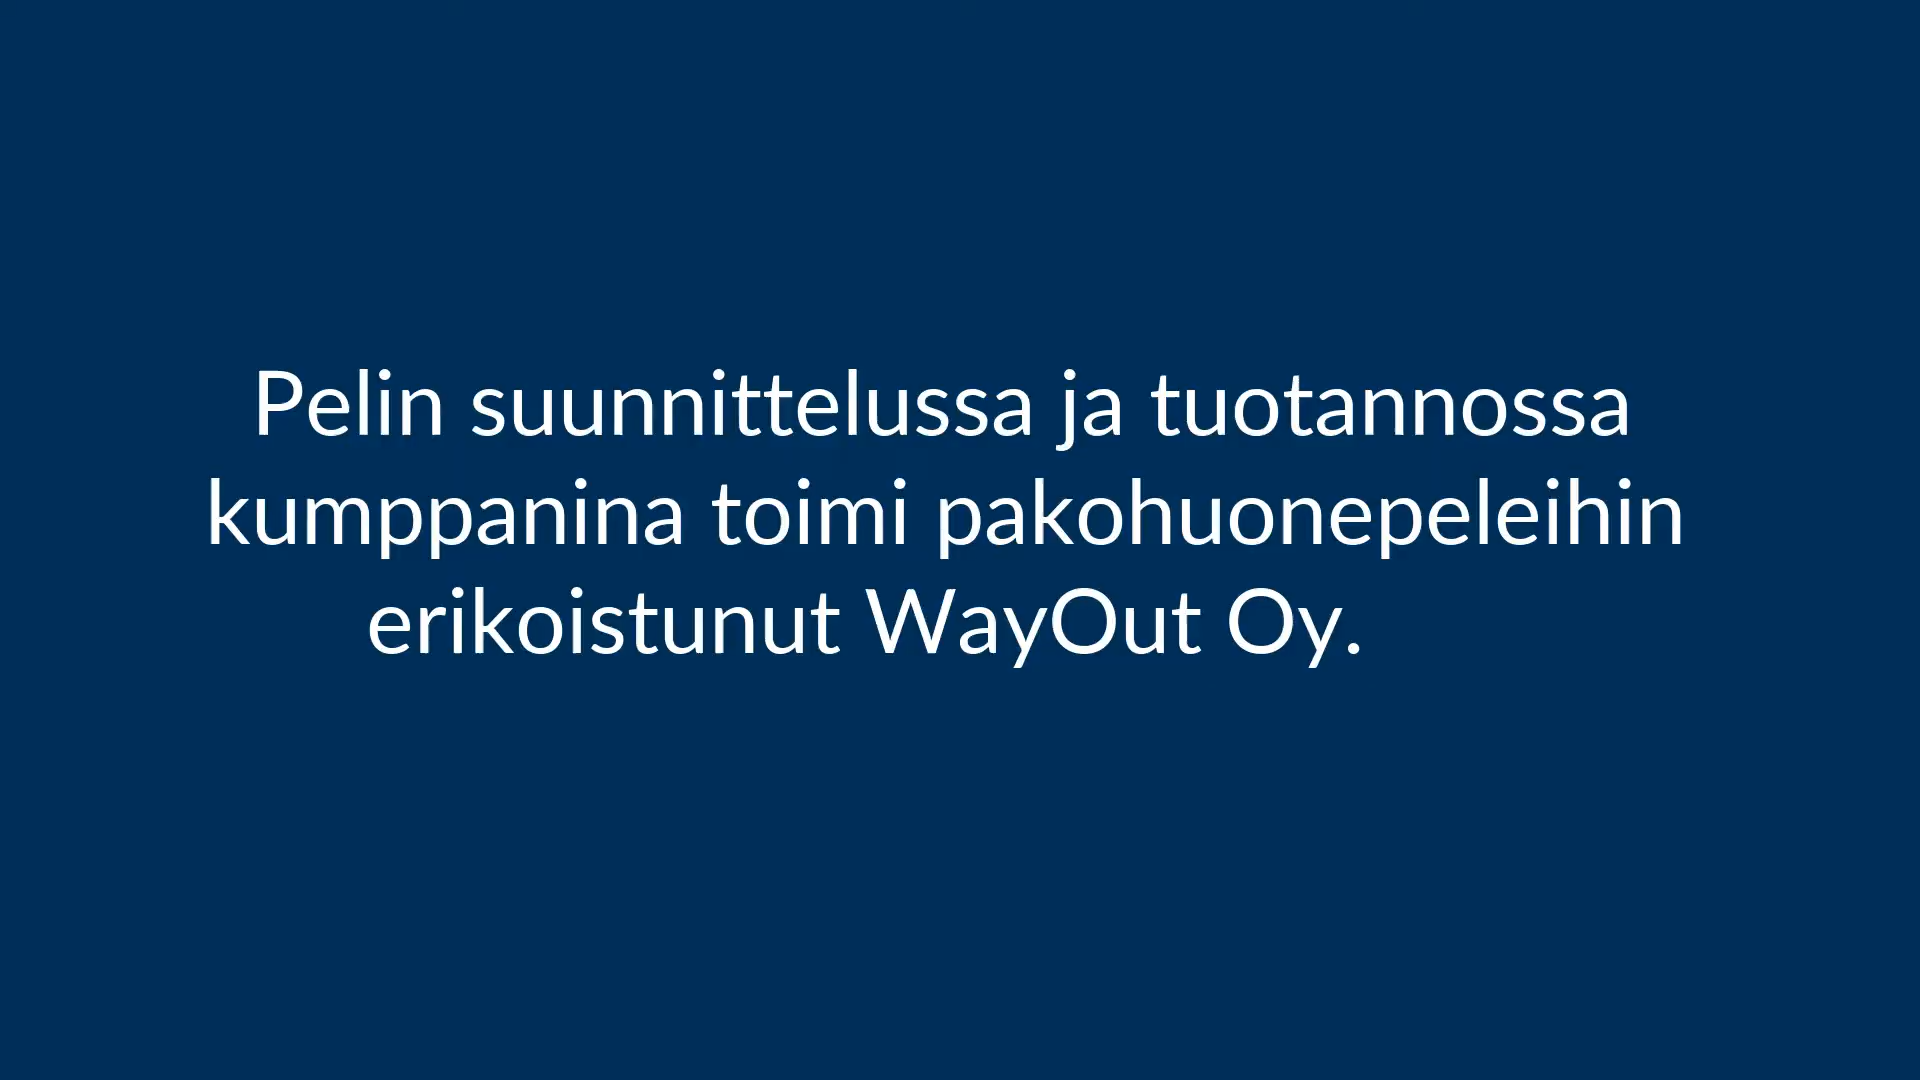 Pelin suunnittelussa ja tuotannossa
kumppanina toimi pakohuonepeleihin
erikoistunut WayOut Oy.